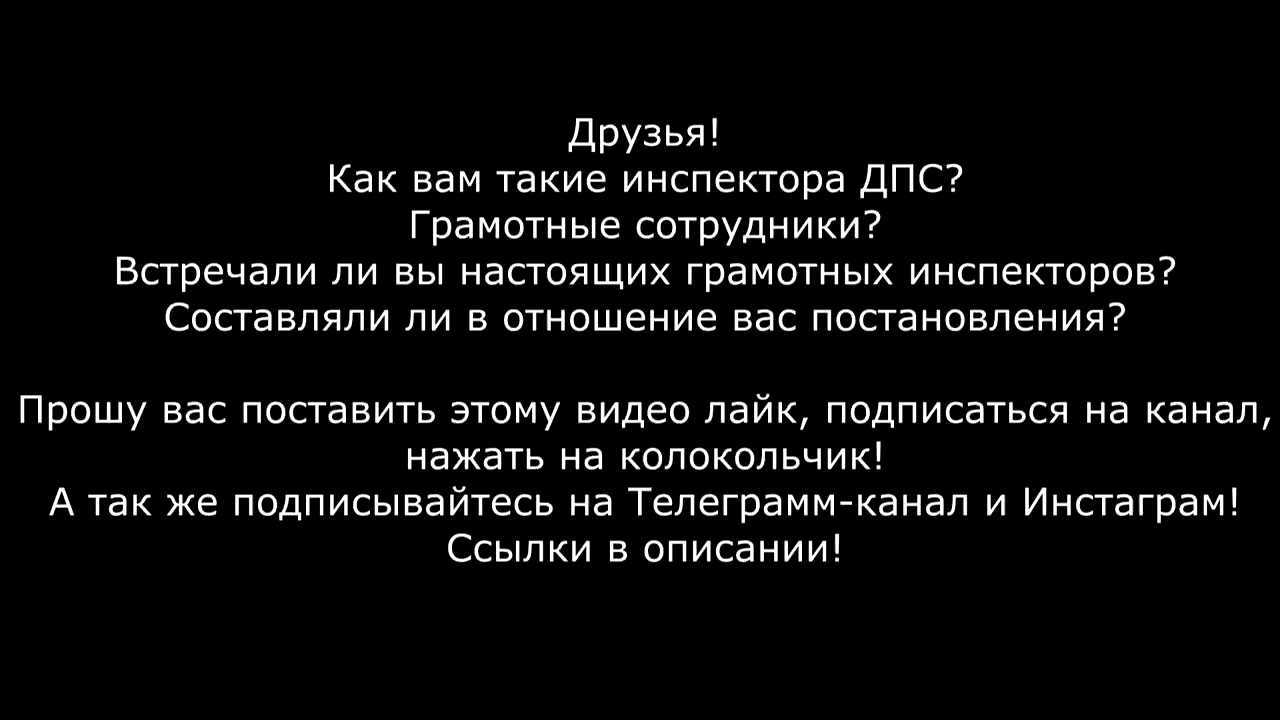 Друзья!
Как вам такие инспектора ДПС?
Грамотные сотрудники?
Встречали ли вы настоящих грамотных инспекторов?
Составляли ли в отношение вас постановления?
Прошу вас поставить этому видео лайк, подписаться на канал,
нажать на колокольчик!
А так же подписывайтесь на Телеграмм-канал и Инстаграм!
Ссылки в описании!